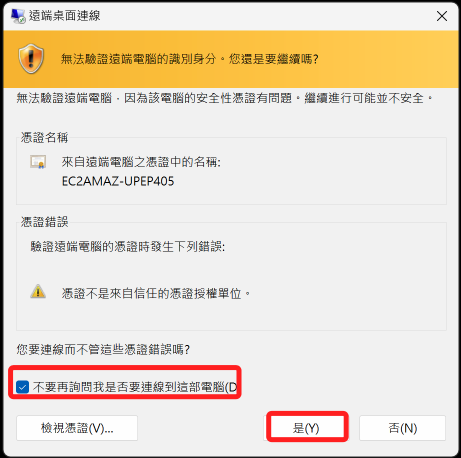 遠端桌面連線
無法驗證遠端電腦的識別身分。您還是要繼續嗎?
無法驗證遠端電腦，因為該電腦的安全性憑證有問題。繼續進行可能並不安全。
憑證名稱
來自遠端電腦之憑證中的名稱:
EC2AMAZ-UPEP405
憑證錯誤
驗證遠端電腦的憑證時發生下列錯誤:
憑證不是來自信任的憑證授權單位。
您要連線而不管這些憑證錯誤嗎?
不要再詢問我是否要連線到這部電腦(D
檢視憑證(V)...
是(Y)
否(N)